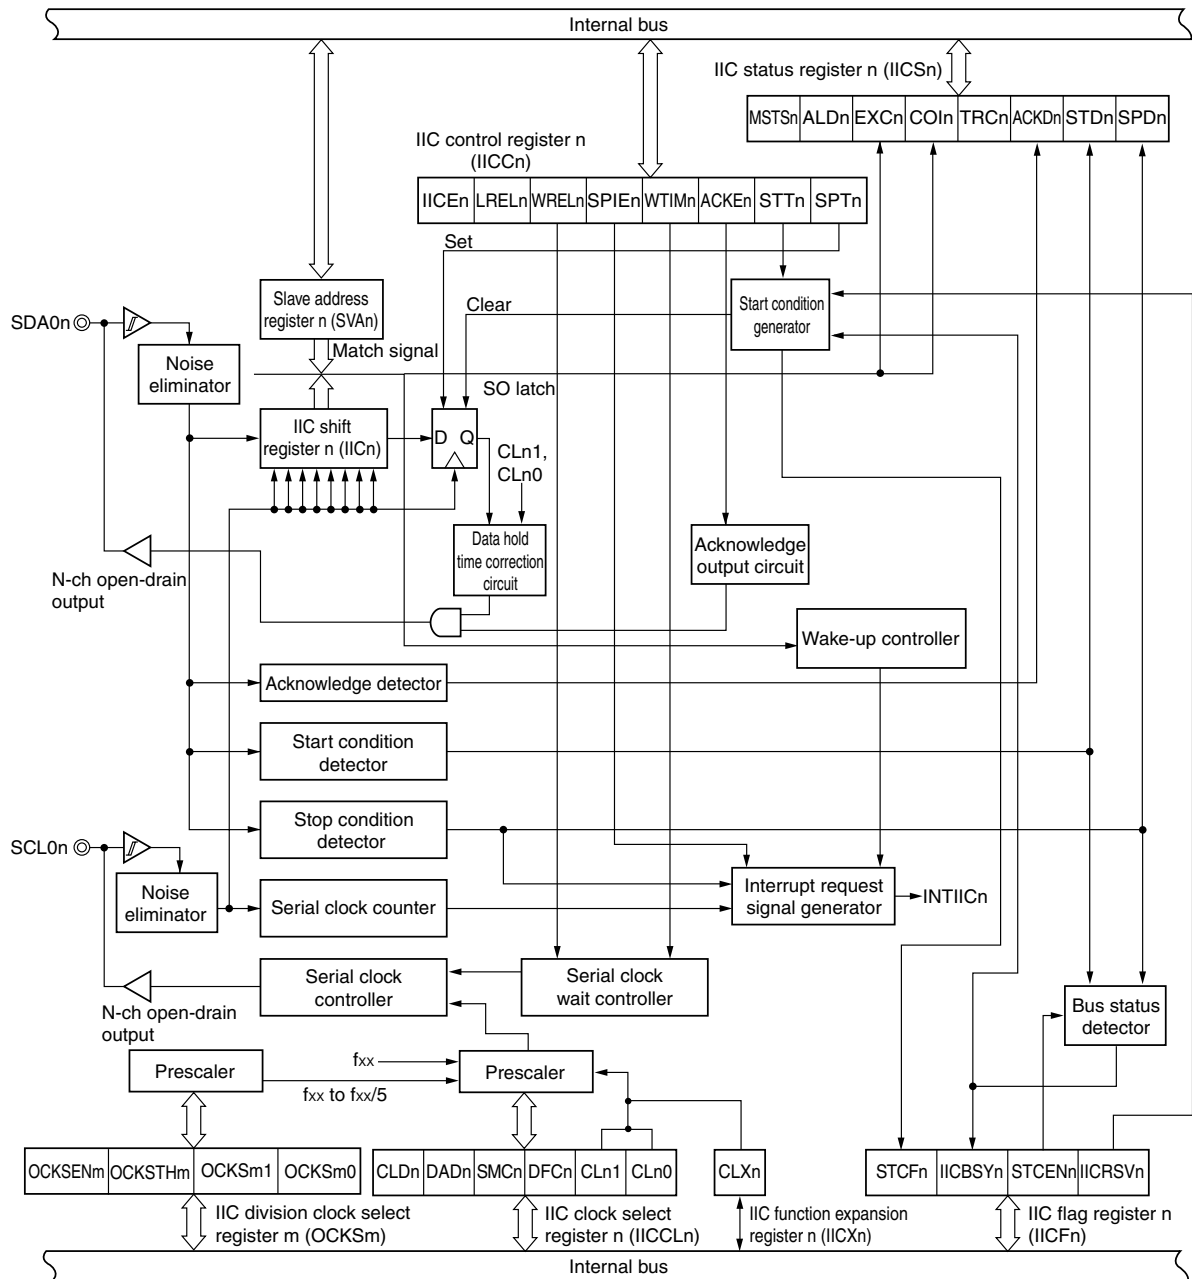 Internal bus
IIC status register n (IICSn)
MSTSn ALDn EXCn COIn TRCn ACKDn STDn SPDn
IIC control register n
(IICCn)
IICEn LRELn WRELn SPIEn WTIMn ACKEn STTn SPTn
Set
Slave address
register n (SVAn)
Clear
Start condition
generator
SDA0n
Match signal
Noise
eliminator
SO latch
IIC shift
register n (IICn)
D Q
CLn1,
CLn0
Data hold
time correction
circuit
Acknowledge
output circuit
N-ch open-drain
output
Wake-up controller
Acknowledge detector
Start condition
detector
Stop condition
detector
SCL0n
Noise
eliminator
Serial clock counter
Interrupt request
signal generator
INTIICn
Serial clock
controller
Serial clock
wait controller
N-ch open-drain
output
Bus status
detector
Prescaler
fxx
fxx to fxx/5
Prescaler
OCKSENm OCKSTHm OCKSm1 OCKSm0
CLDn DADn SMCn DFCn CLn1 CLn0
CLXn
STCFn IICBSYn STCENn IICRSVn
IIC division clock select
register m (OCKSm)
IIC clock select
register n (IICCLn)
IIC function expansion
register n (IICXn)
IIC flag register n
(IICFn)
Internal bus